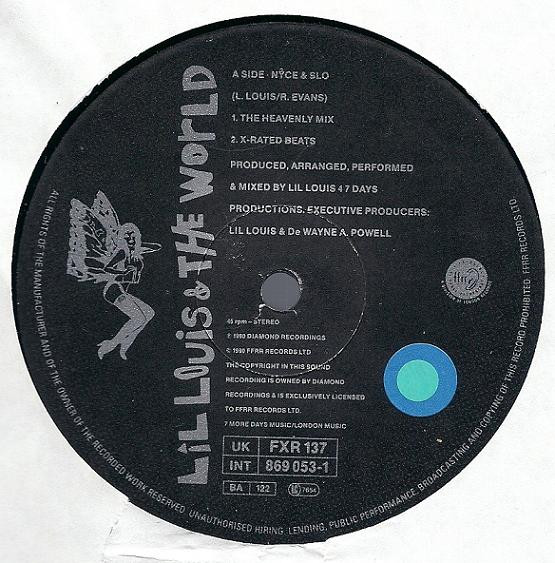 LiL LOUiS & THE WORLD
A SIDE · NŸCE & SLO
(L. LOUIS/R. EVANS)
1. THE HEAVENLY MIX
2. X-RATED BEATS
PRODUCED, ARRANGED, PERFORMED
& MIXED BY LIL LOUIS 4 7 DAYS
PRODUCTIONS. EXECUTIVE PRODUCERS:
LIL LOUIS & De WAYNE A. POWELL
ffrr
45 rpm – STEREO
℗ 1990 DIAMOND RECORDINGS
© 1990 FFRR RECORDS LTD
THE COPYRIGHT IN THIS SOUND
RECORDING IS OWNED BY DIAMOND
RECORDINGS & IS EXCLUSIVELY LICENSED
TO FFRR RECORDS LTD.
7 MORE DAYS MUSIC/LONDON MUSIC
UK FXR 137
INT 869 053-1
BA 122 LC 7654
ALL RIGHTS OF THE MANUFACTURER AND OF THE OWNER OF THE RECORDED WORK RESERVED UNAUTHORISED HIRING LENDING, PUBLIC PERFORMANCE, BROADCASTING AND COPYING OF THIS RECORD PROHIBITED FFRR RECORDS LTD